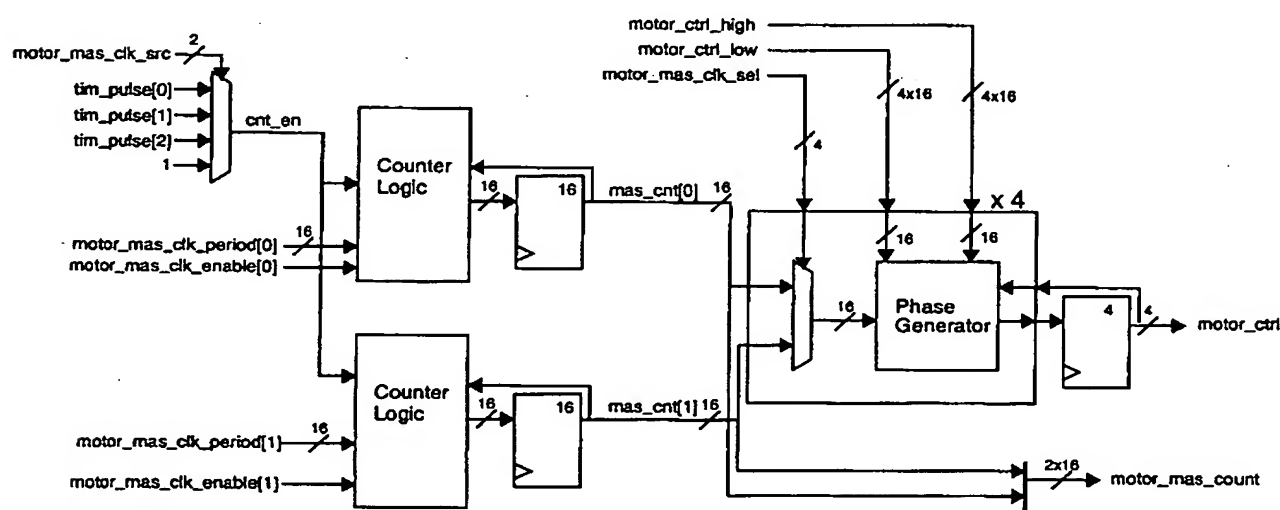 motor_ctrl_high
motor_ctrl_low
motor_mas_clk_sel
motor_mas_clk_src
2
tim_pulse[0]
tim_pulse[1]
tim_pulse[2]
1
cnt_en
4x16
4x16
4
Counter
Logic
16
16
mas_cnt[0]
16
x 4
16
16
motor_mas_clk_period[0]
16
motor_mas_clk_enable[0]
16
Phase
Generator
4
4
motor_ctrl
Counter
Logic
16
16
mas_cnt[1]
16
motor_mas_clk_period[1]
16
motor_mas_clk_enable[1]
2x16
motor_mas_count